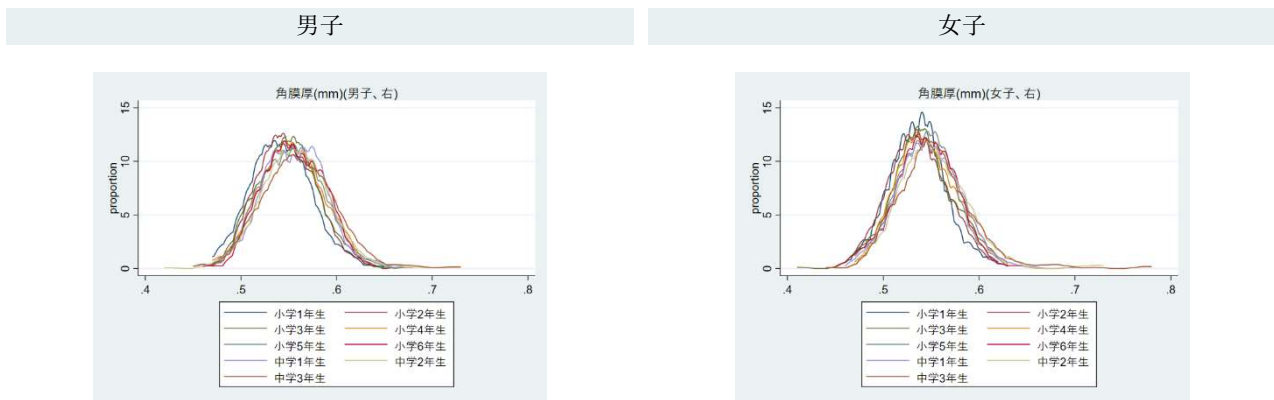 男子
女子
角膜厚(mm)(男子、右)
15
10
5
0
proportion
.4 .5 .6 .7 .8
小学1年生 小学2年生
小学3年生 小学4年生
小学5年生 小学6年生
中学1年生 中学2年生
中学3年生
角膜厚(mm)(女子、右)
15
10
5
0
proportion
.4 .5 .6 .7 .8
小学1年生 小学2年生
小学3年生 小学4年生
小学5年生 小学6年生
中学1年生 中学2年生
中学3年生